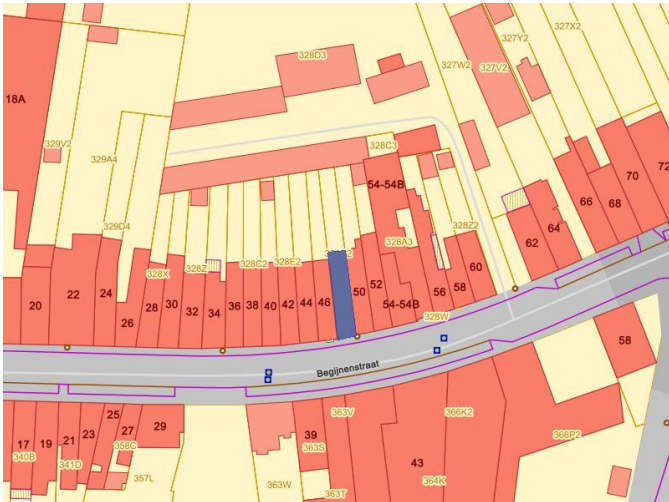 327X2
327Y2
328D3
327W2
327V2
18A
329V2
328C3
329A4
72
70
54-54B
66
68
329D4
328Z2
64
62
328A3
328X
328Z
328C2
328E2
60
20
22
24
26
28
30
32
34
36
38
40
42
44
46
50
52
54-54B
56
58
328W
58
Begijnenstraat
25
363V
366K2
17
19
21
23
27
29
358C
39
363S
366P2
340B
341D
43
357L
363W
364K
363T